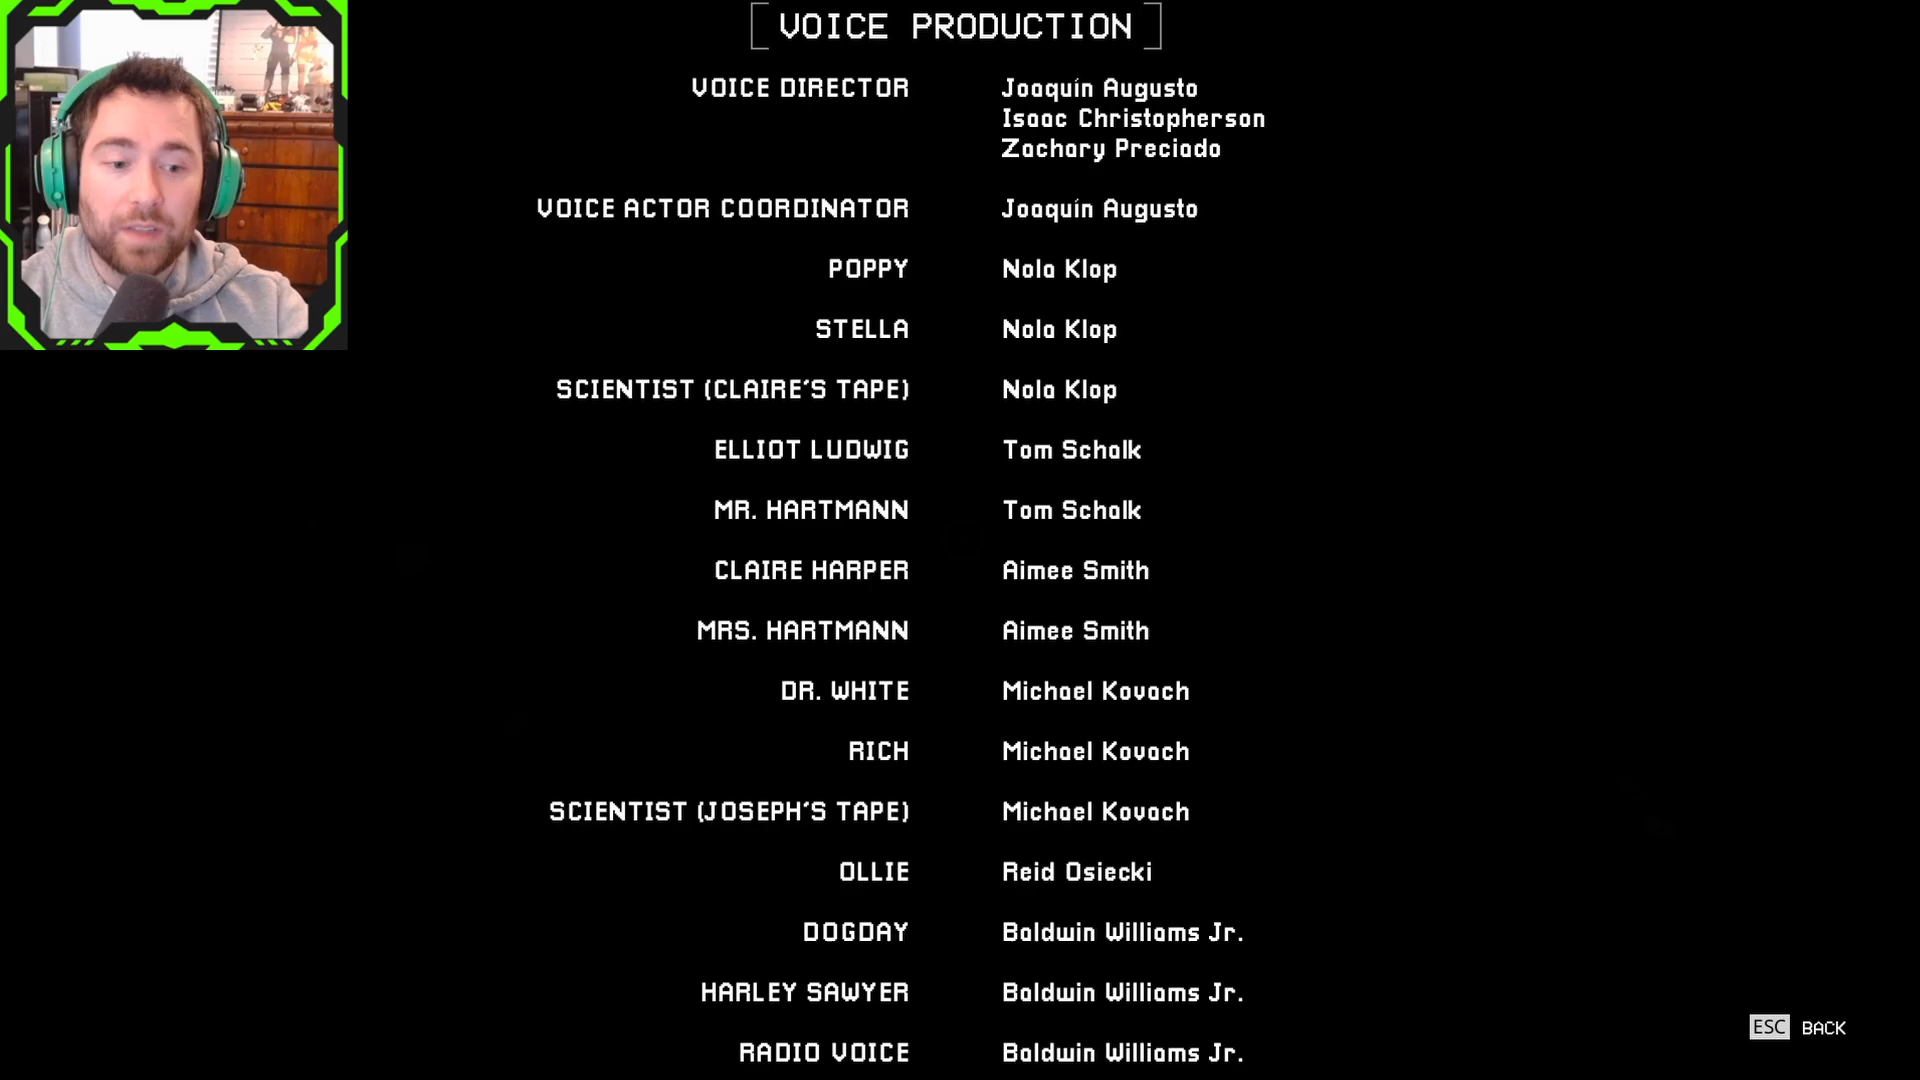 VOICE PRODUCTION
VOICE DIRECTOR Joaquín Augusto
Isaac Christopherson
Zachary Preciado
VOICE ACTOR COORDINATOR Joaquín Augusto
POPPY Nola Klop
STELLA Nola Klop
SCIENTIST (CLAIRE'S TAPE) Nola Klop
ELLIOT LUDWIG Tom Schalk
MR. HARTMANN Tom Schalk
CLAIRE HARPER Aimee Smith
MRS. HARTMANN Aimee Smith
DR. WHITE Michael Kovach
RICH Michael Kovach
SCIENTIST (JOSEPH'S TAPE) Michael Kovach
OLLIE Reid Osiecki
DOGDAY Baldwin Williams Jr.
HARLEY SAWYER Baldwin Williams Jr.
RADIO VOICE Baldwin Williams Jr.
ESC BACK